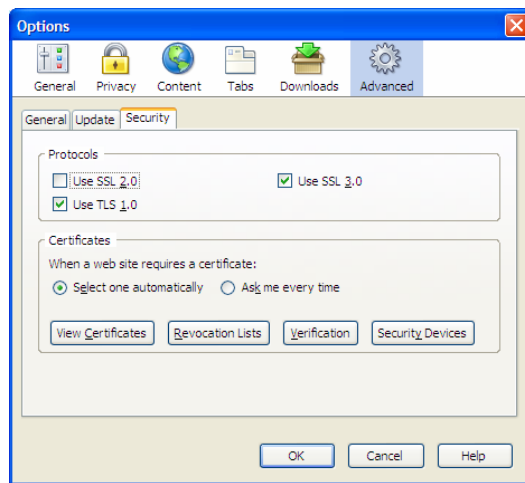 Options
General Privacy Content Tabs Downloads Advanced
General Update Security
Protocols
Use SSL 2.0 Use SSL 3.0
Use TLS 1.0
Certificates
When a web site requires a certificate:
Select one automatically Ask me every time
View Certificates Revocation Lists Verification Security Devices
OK Cancel Help